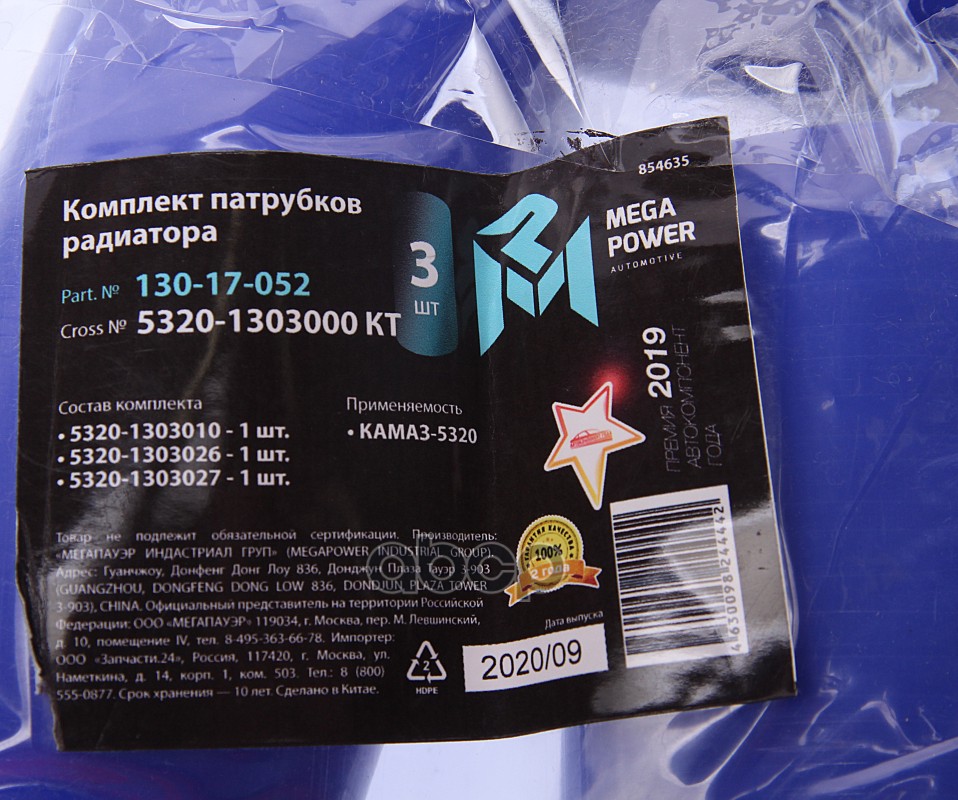 854635
Комплект патрубков
радиатора
3
шт
MEGA
POWER
AUTOMOTIVE
Part. № 130-17-052
Cross № 5320-1303000 КТ
2019
ПРЕМИЯ
АВТОКОМПОНЕНТ
ГОДА
Состав комплекта
• 5320-1303010 - 1 шт.
• 5320-1303026 - 1 шт.
• 5320-1303027 - 1 шт.
Применяемость
• КАМАЗ-5320
Товар не подлежит обязательной сертификации. Производитель:
«МЕГАПАУЭР ИНДАСТРИАЛ ГРУП» (MEGAPOWER INDUSTRIAL GROUP).
Адрес: Гуанчжоу, Донфенг Донг Лоу 836, Донджун Плаза Тауэр 3-903
(GUANGZHOU, DONGFENG DONG LOW 836, DONDJUN PLAZA TOWER
3-903), CHINA. Официальный представитель на территории Российской
Федерации: ООО «МЕГАПАУЭР» 119034, г. Москва, пер. М. Левшинский,
д. 10, помещение IV, тел. 8-495-363-66-78. Импортер:
ООО «Запчасти.24», Россия, 117420, г. Москва, ул.
Наметкина, д. 14, корп. 1, ком. 503. Тел.: 8 (800)
555-0877. Срок хранения — 10 лет. Сделано в Китае.
ГАРАНТИЯ КАЧЕСТВА
100%
2 года
2
HDPE
Дата выпуска
2020/09
4630098244442